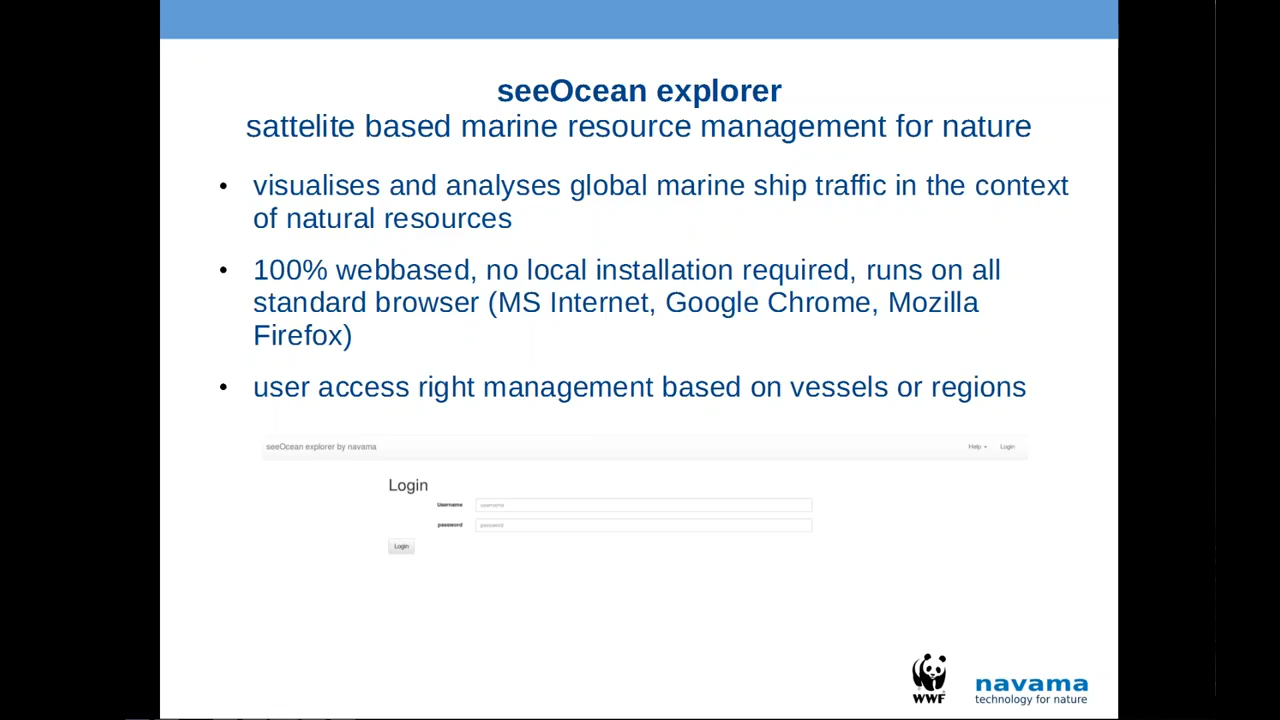 seeOcean explorer
sattelite based marine resource management for nature
• visualises and analyses global marine ship traffic in the context
of natural resources
• 100% webbased, no local installation required, runs on all
standard browser (MS Internet, Google Chrome, Mozilla
Firefox)
• user access right management based on vessels or regions
seeOcean explorer by navama Help Login
Login
Username username
password password
Login
WWF
navama
technology for nature